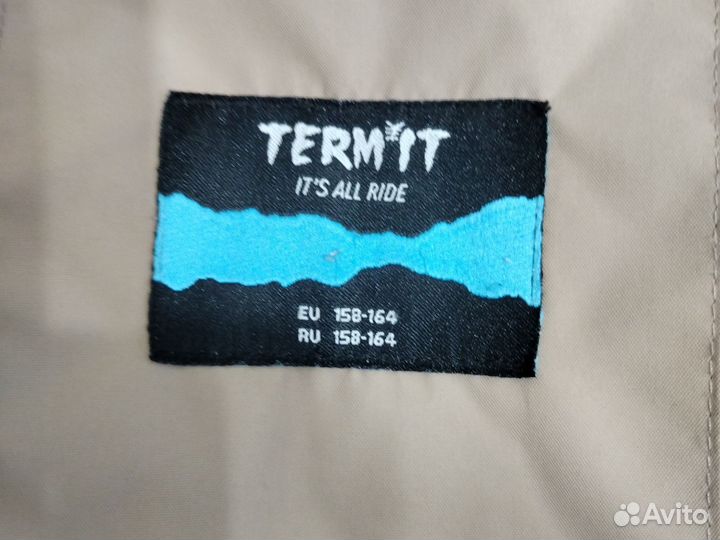 TERMIT
IT'S ALL RIDE
EU 158-164
RU 158-164
Avito